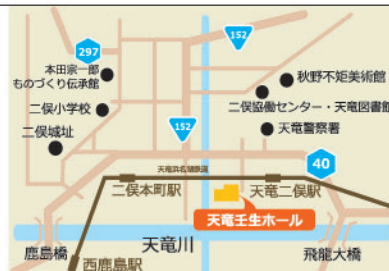 152
297
本田宗一郎
ものづくり伝承館
秋野不矩美術館
二俣小学校
二俣協働センター・天竜図書館
152
天竜警察署
二俣城址
天竜浜名湖鉄道
40
二俣本町駅
天竜二俣駅
天竜壬生ホール
鹿島橋
天竜川
飛龍大橋
西鹿島駅